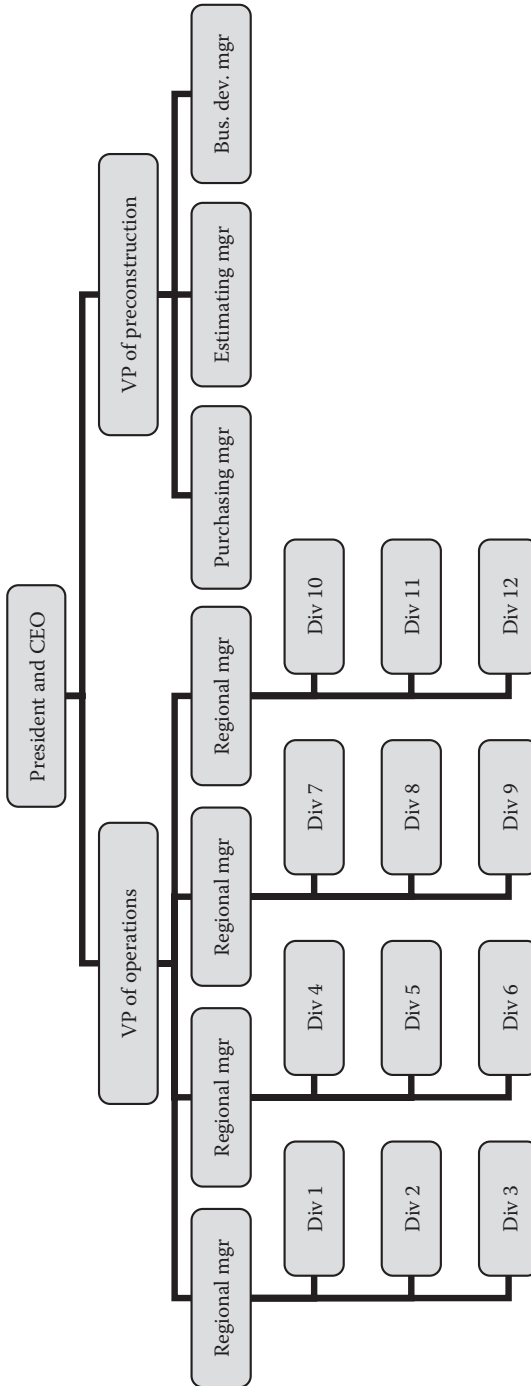 President and CEO
VP of operations
VP of preconstruction
Regional mgr
Regional mgr
Regional mgr
Regional mgr
Purchasing mgr
Estimating mgr
Bus. dev. mgr
Div 1
Div 4
Div 7
Div 10
Div 2
Div 5
Div 8
Div 11
Div 3
Div 6
Div 9
Div 12